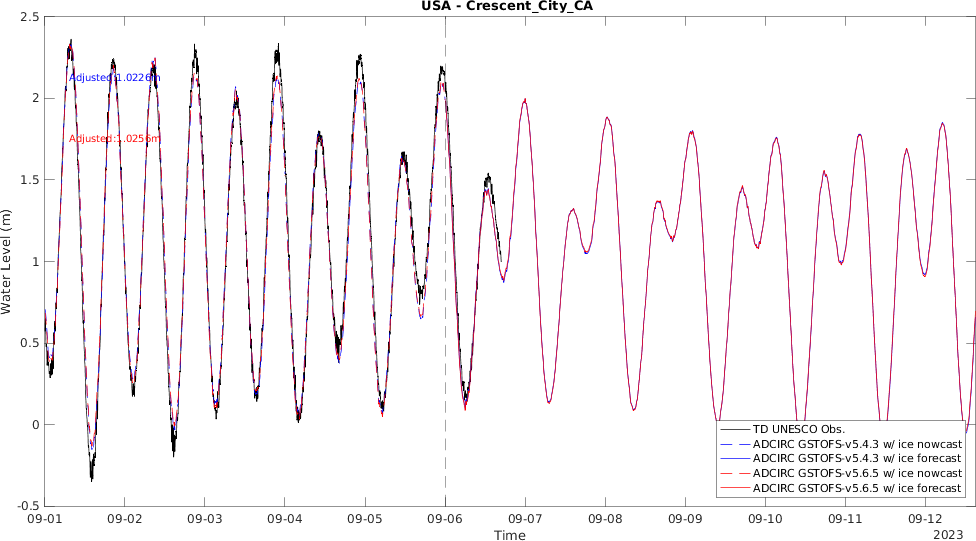 USA - Crescent_City_CA
2.5
2
1.5
1
0.5
0
-0.5
Water Level (m)
Adjusted:1.0226m
Adjusted:1.0256m
TD UNESCO Obs.
ADCIRC GSTOFS-v5.4.3 w/ ice nowcast
ADCIRC GSTOFS-v5.4.3 w/ ice forecast
ADCIRC GSTOFS-v5.6.5 w/ ice nowcast
ADCIRC GSTOFS-v5.6.5 w/ ice forecast
09-01 09-02 09-03 09-04 09-05 09-06 09-07 09-08 09-09 09-10 09-11 09-12
Time
2023